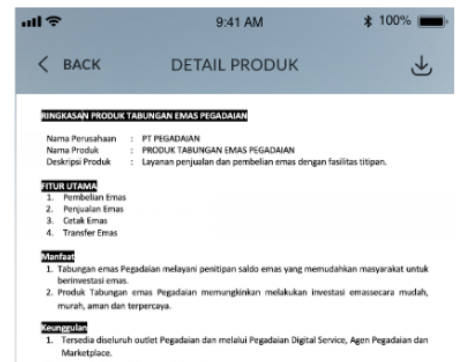 9:41 AM
100%
BACK
DETAIL PRODUK
RINGKASAN PRODUK TABUNGAN EMAS PEGADAIAN
Nama Perusahaan : PT PEGADAIAN
Nama Produk : PRODUK TABUNGAN EMAS PEGADAIAN
Deskripsi Produk : Layanan penjualan dan pembelian emas dengan fasilitas titipan.
FITUR UTAMA
1. Pembelian Emas
2. Penjualan Emas
3. Cetak Emas
4. Transfer Emas
Manfaat
1. Tabungan emas Pegadaian melayani penitipan saldo emas yang memudahkan masyarakat untuk
berinvestasi emas.
2. Produk Tabungan emas Pegadaian memungkinkan melakukan investasi emassecara mudah,
murah, aman dan terpercaya.
Keunggulan
1. Tersedia diseluruh outlet Pegadaian dan melalui Pegadaian Digital Service, Agen Pegadaian dan
Marketplace.